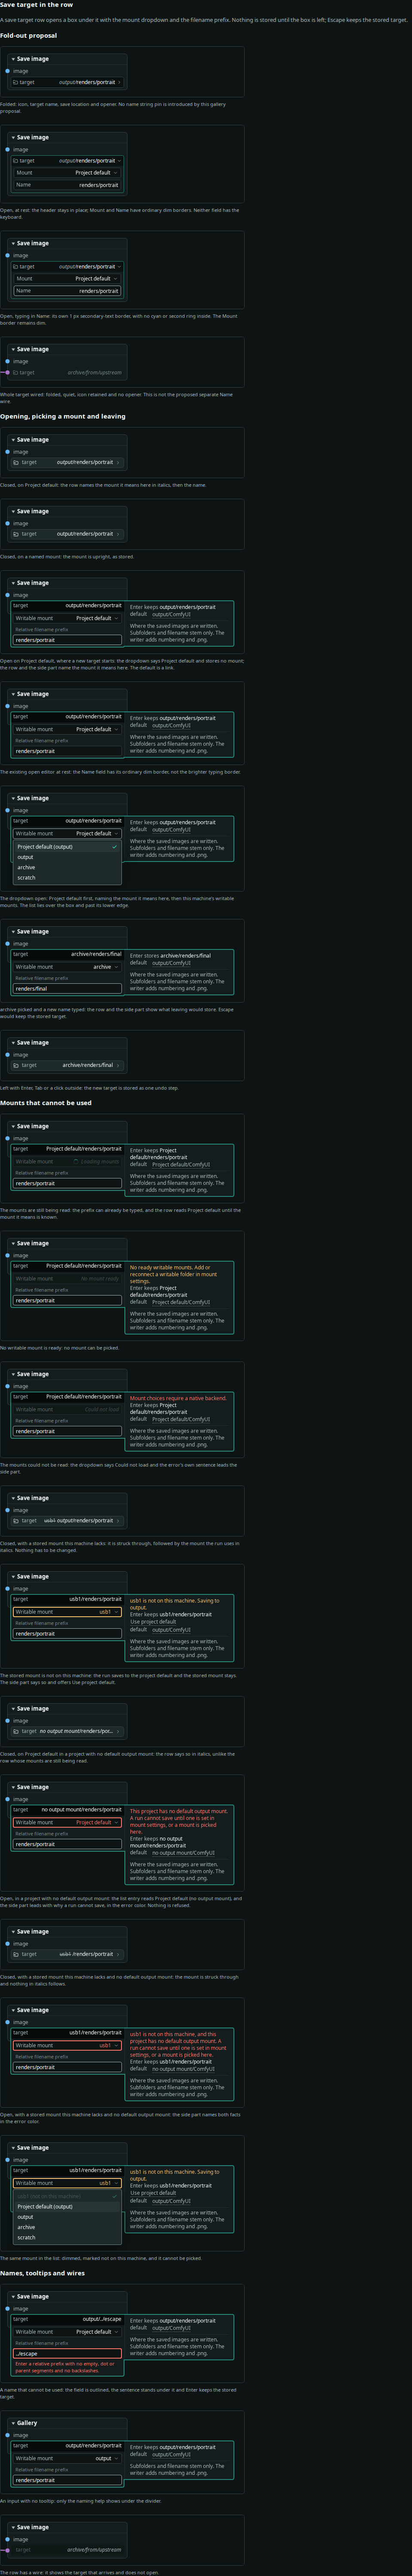 Save target in the row
A save target row opens a box under it with the mount dropdown and the filename prefix. Nothing is stored until the box is left; Escape keeps the stored target.
Fold-out proposal
Save image
image
target output/renders/portrait
Folded: icon, target name, save location and opener. No name string pin is introduced by this gallery
proposal.
Save image
image
target output/renders/portrait
Mount Project default
Name renders/portrait
Open, at rest: the header stays in place; Mount and Name have ordinary dim borders. Neither field has the
keyboard.
Save image
image
target output/renders/portrait
Mount Project default
Name renders/portrait
Open, typing in Name: its own 1 px secondary-text border, with no cyan or second ring inside. The Mount
border remains dim.
Save image
image
target archive/from/upstream
Whole target wired: folded, quiet, icon retained and no opener. This is not the proposed separate Name
wire.
Opening, picking a mount and leaving
Save image
image
target output/renders/portrait
Closed, on Project default: the row names the mount it means here in italics, then the name.
Save image
image
target output/renders/portrait
Closed, on a named mount: the mount is upright, as stored.
Save image
image
target output/renders/portrait
Writable mount Project default
Relative filename prefix
renders/portrait
Enter keeps output/renders/portrait
default output/ComfyUI
Where the saved images are written.
Subfolders and filename stem only. The
writer adds numbering and .png.
Open on Project default, where a new target starts: the dropdown says Project default and stores no mount;
the row and the side part name the mount it means here. The default is a link.
Save image
image
target output/renders/portrait
Writable mount Project default
Relative filename prefix
renders/portrait
Enter keeps output/renders/portrait
default output/ComfyUI
Where the saved images are written.
Subfolders and filename stem only. The
writer adds numbering and .png.
The existing open editor at rest: the Name field has its ordinary dim border, not the brighter typing border.
Save image
image
target output/renders/portrait
Writable mount Project default
Project default (output)
output
archive
scratch
Enter keeps output/renders/portrait
default output/ComfyUI
Where the saved images are written.
Subfolders and filename stem only. The
writer adds numbering and .png.
The dropdown open: Project default first, naming the mount it means here, then this machine's writable
mounts. The list lies over the box and past its lower edge.
Save image
image
target archive/renders/final
Writable mount archive
Relative filename prefix
renders/final
Enter stores archive/renders/final
default output/ComfyUI
Where the saved images are written.
Subfolders and filename stem only. The
writer adds numbering and .png.
archive picked and a new name typed: the row and the side part show what leaving would store. Escape
would keep the stored target.
Save image
image
target archive/renders/final
Left with Enter, Tab or a click outside: the new target is stored as one undo step.
Mounts that cannot be used
Save image
image
target Project default/renders/portrait
Writable mount Loading mounts
Relative filename prefix
renders/portrait
Enter keeps Project
default/renders/portrait
default Project default/ComfyUI
Where the saved images are written.
Subfolders and filename stem only. The
writer adds numbering and .png.
The mounts are still being read: the prefix can already be typed, and the row reads Project default until the
mount it means is known.
Save image
image
target Project default/renders/portrait
Writable mount No mount ready
Relative filename prefix
renders/portrait
No ready writable mounts. Add or
reconnect a writable folder in mount
settings.
Enter keeps Project
default/renders/portrait
default Project default/ComfyUI
Where the saved images are written.
Subfolders and filename stem only. The
writer adds numbering and .png.
No writable mount is ready: no mount can be picked.
Save image
image
target Project default/renders/portrait
Writable mount Could not load
Relative filename prefix
renders/portrait
Mount choices require a native backend.
Enter keeps Project
default/renders/portrait
default Project default/ComfyUI
Where the saved images are written.
Subfolders and filename stem only. The
writer adds numbering and .png.
The mounts could not be read: the dropdown says Could not load and the error's own sentence leads the
side part.
Save image
image
target usb1 output/renders/portrait
Closed, with a stored mount this machine lacks: it is struck through, followed by the mount the run uses in
italics. Nothing has to be changed.
Save image
image
target usb1/renders/portrait
Writable mount usb1
Relative filename prefix
renders/portrait
usb1 is not on this machine. Saving to
output.
Enter keeps usb1/renders/portrait
Use project default
default output/ComfyUI
Where the saved images are written.
Subfolders and filename stem only. The
writer adds numbering and .png.
The stored mount is not on this machine: the run saves to the project default and the stored mount stays.
The side part says so and offers Use project default.
Save image
image
target no output mount/renders/por...
Closed, on Project default in a project with no default output mount: the row says so in italics, unlike the
row whose mounts are still being read.
Save image
image
target no output mount/renders/portrait
Writable mount Project default
Relative filename prefix
renders/portrait
This project has no default output mount.
A run cannot save until one is set in
mount settings, or a mount is picked
here.
Enter keeps no output
mount/renders/portrait
default no output mount/ComfyUI
Where the saved images are written.
Subfolders and filename stem only. The
writer adds numbering and .png.
Open, in a project with no default output mount: the list entry reads Project default (no output mount), and
the side part leads with why a run cannot save, in the error color. Nothing is refused.
Save image
image
target usb1 /renders/portrait
Closed, with a stored mount this machine lacks and no default output mount: the mount is struck through
and nothing in italics follows.
Save image
image
target usb1/renders/portrait
Writable mount usb1
Relative filename prefix
renders/portrait
usb1 is not on this machine, and this
project has no default output mount. A
run cannot save until one is set in mount
settings, or a mount is picked here.
Enter keeps usb1/renders/portrait
default no output mount/ComfyUI
Where the saved images are written.
Subfolders and filename stem only. The
writer adds numbering and .png.
Open, with a stored mount this machine lacks and no default output mount: the side part names both facts
in the error color.
Save image
image
target usb1/renders/portrait
Writable mount usb1
usb1 (not on this machine)
Project default (output)
output
archive
scratch
usb1 is not on this machine. Saving to
output.
Enter keeps usb1/renders/portrait
Use project default
default output/ComfyUI
Where the saved images are written.
Subfolders and filename stem only. The
writer adds numbering and .png.
The same mount in the list: dimmed, marked not on this machine, and it cannot be picked.
Names, tooltips and wires
Save image
image
target output/../escape
Writable mount Project default
Relative filename prefix
../escape
Enter a relative prefix with no empty, dot or
parent segments and no backslashes.
Enter keeps output/renders/portrait
default output/ComfyUI
Where the saved images are written.
Subfolders and filename stem only. The
writer adds numbering and .png.
A name that cannot be used: the field is outlined, the sentence stands under it and Enter keeps the stored
target.
Gallery
image
target output/renders/portrait
Writable mount output
Relative filename prefix
renders/portrait
Enter keeps output/renders/portrait
default output/ComfyUI
Subfolders and filename stem only. The
writer adds numbering and .png.
An input with no tooltip: only the naming help shows under the divider.
Save image
image
target archive/from/upstream
The row has a wire: it shows the target that arrives and does not open.